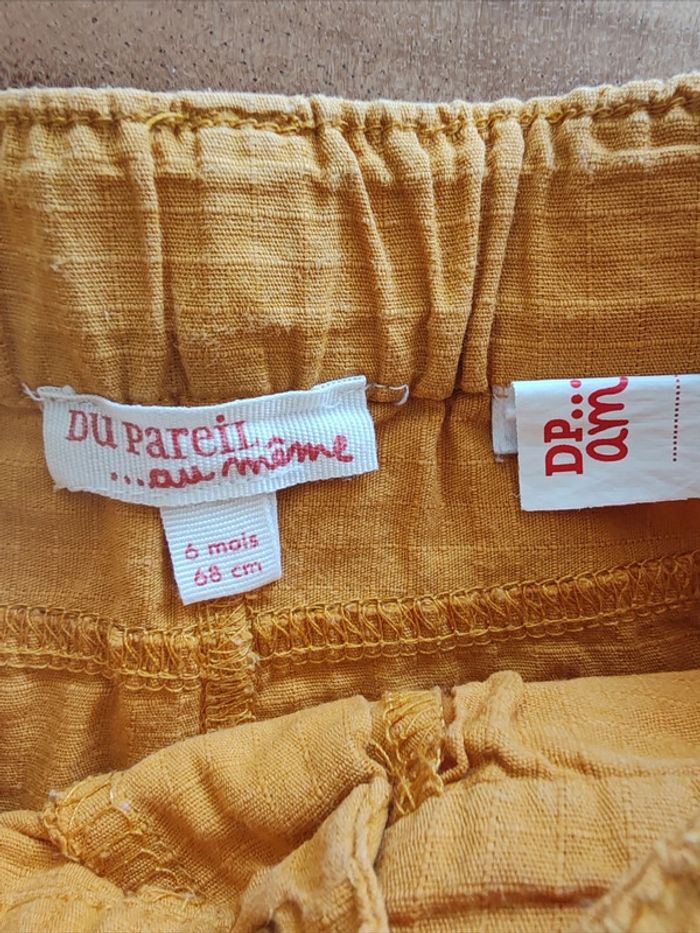 DU PAREIL
...au même
6 mois
68 cm
DP...
am